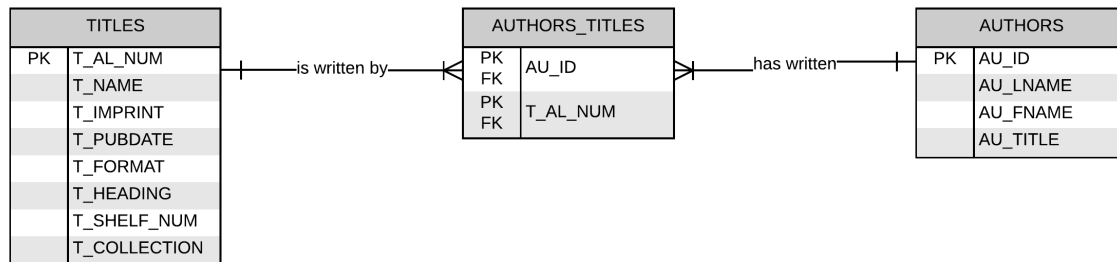 TITLES
PK T_AL_NUM
T_NAME
T_IMPRINT
T_PUBDATE
T_FORMAT
T_HEADING
T_SHELF_NUM
T_COLLECTION
is written by
AUTHORS_TITLES
PK
FK
AU_ID
PK
FK
T_AL_NUM
has written
AUTHORS
PK AU_ID
AU_LNAME
AU_FNAME
AU_TITLE